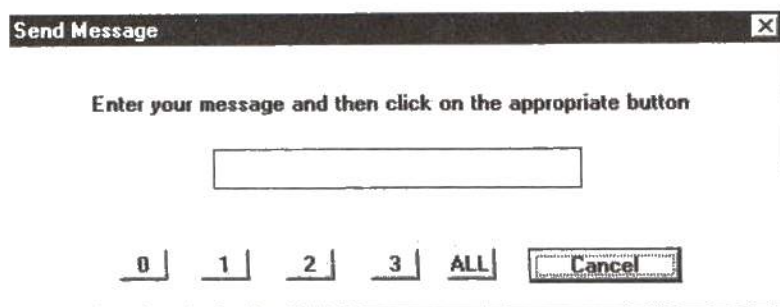 Send Message
Enter your message and then click on the appropriate button
0 1 2 3 ALL Cancel